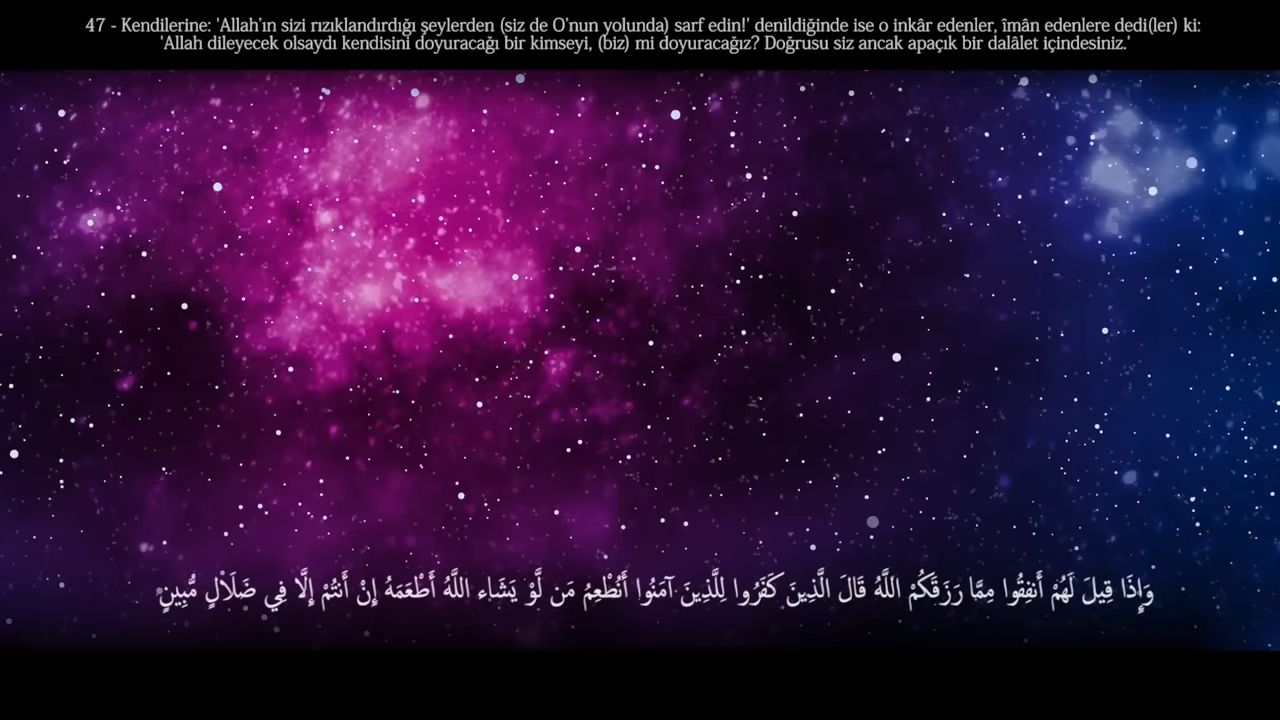 47 - Kendilerine: 'Allah'ın sizi rızıklandırdığı şeylerden (siz de O'nun yolunda) sarf edin!' denildiğinde ise o inkâr edenler, îmân edenlere dedi(ler) ki:
'Allah dileyecek olsaydı kendisini doyuracağı bir kimseyi, (biz) mi doyuracağız? Doğrusu siz ancak apaçık bir dalâlet içindesiniz.'
وَإِذَا قِيلَ لَهُمْ أَنفِقُوا مِمَّا رَزَقَكُمْ اللَّهُ قَالَ الَّذِينَ كَفَرُوا لِلَّذِينَ آمَنُوا أَنُطْعِمُ مَن لَّوْ يَشَاء اللَّهُ أَطْعَمَهُ إِنْ أَنتُمْ إِلَّا فِي ضَلَالٍ مُّبِينٍ